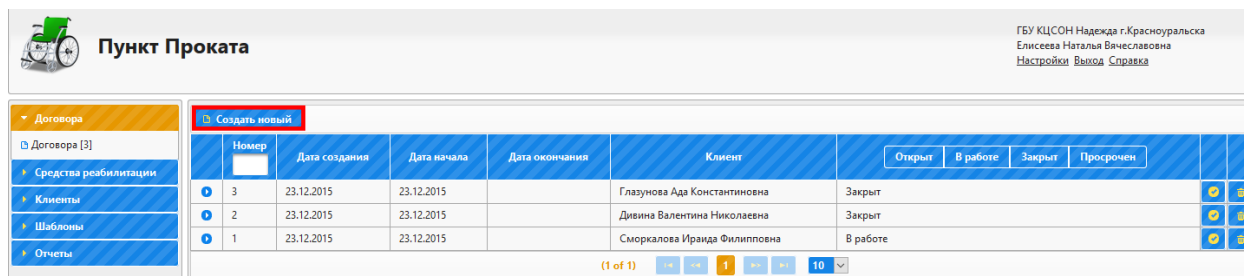 Пункт Проката
ГБУ КЦСОН Надежда г.Красноуральска
Елисеева Наталья Вячеславовна
Настройки Выход Справка
Договора
Договора [3]
Средства реабилитации
Клиенты
Шаблоны
Отчеты
Создать новый
Номер Дата создания Дата начала Дата окончания Клиент Открыт В работе Закрыт Просрочен
3 23.12.2015 23.12.2015 Глазунова Ада Константиновна Закрыт
2 23.12.2015 23.12.2015 Дивина Валентина Николаевна Закрыт
1 23.12.2015 23.12.2015 Сморкалова Ираида Филипповна В работе
(1 of 1) 1 10